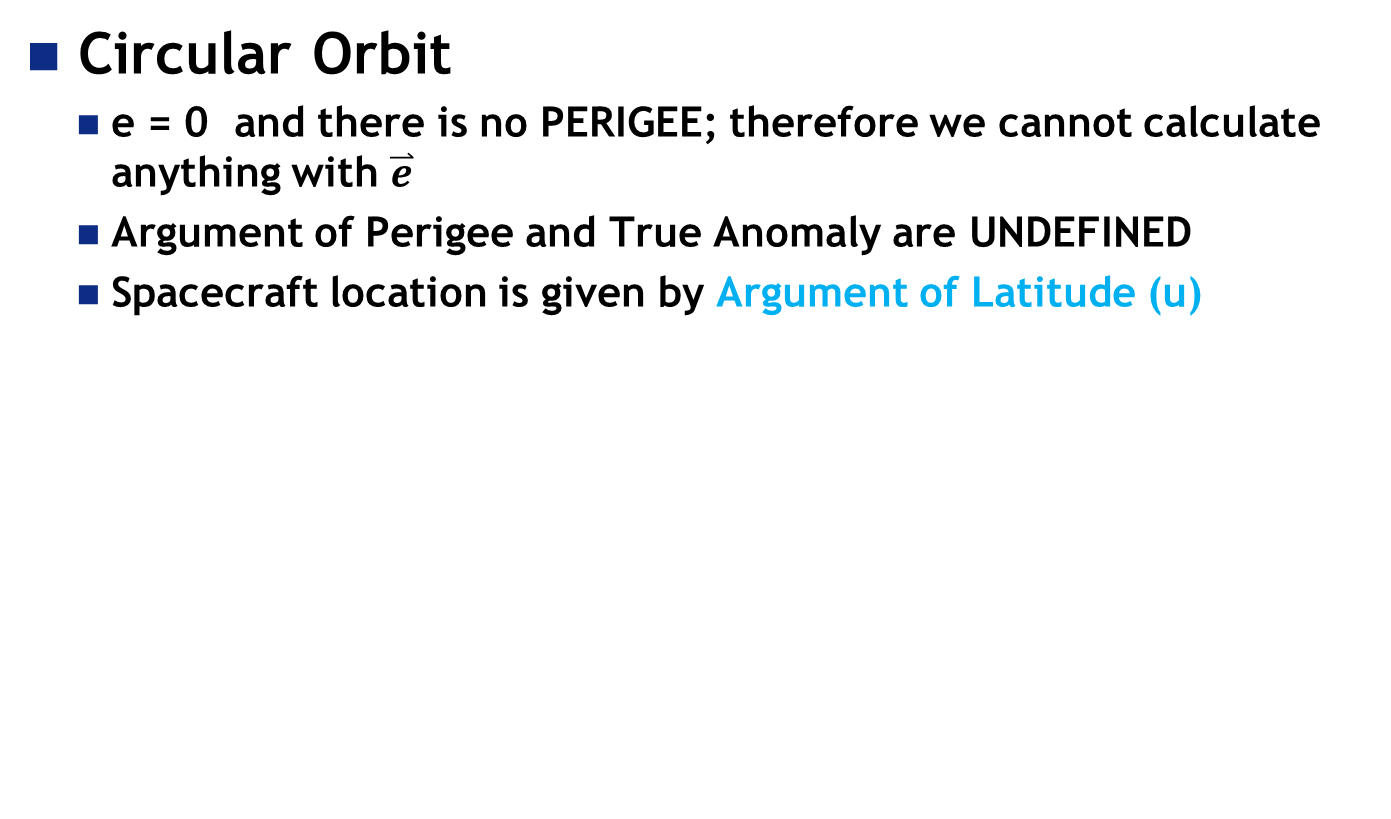 Circular Orbit
e = 0 and there is no PERIGEE; therefore we cannot calculate
anything with e⃗
Argument of Perigee and True Anomaly are UNDEFINED
Spacecraft location is given by Argument of Latitude (u)